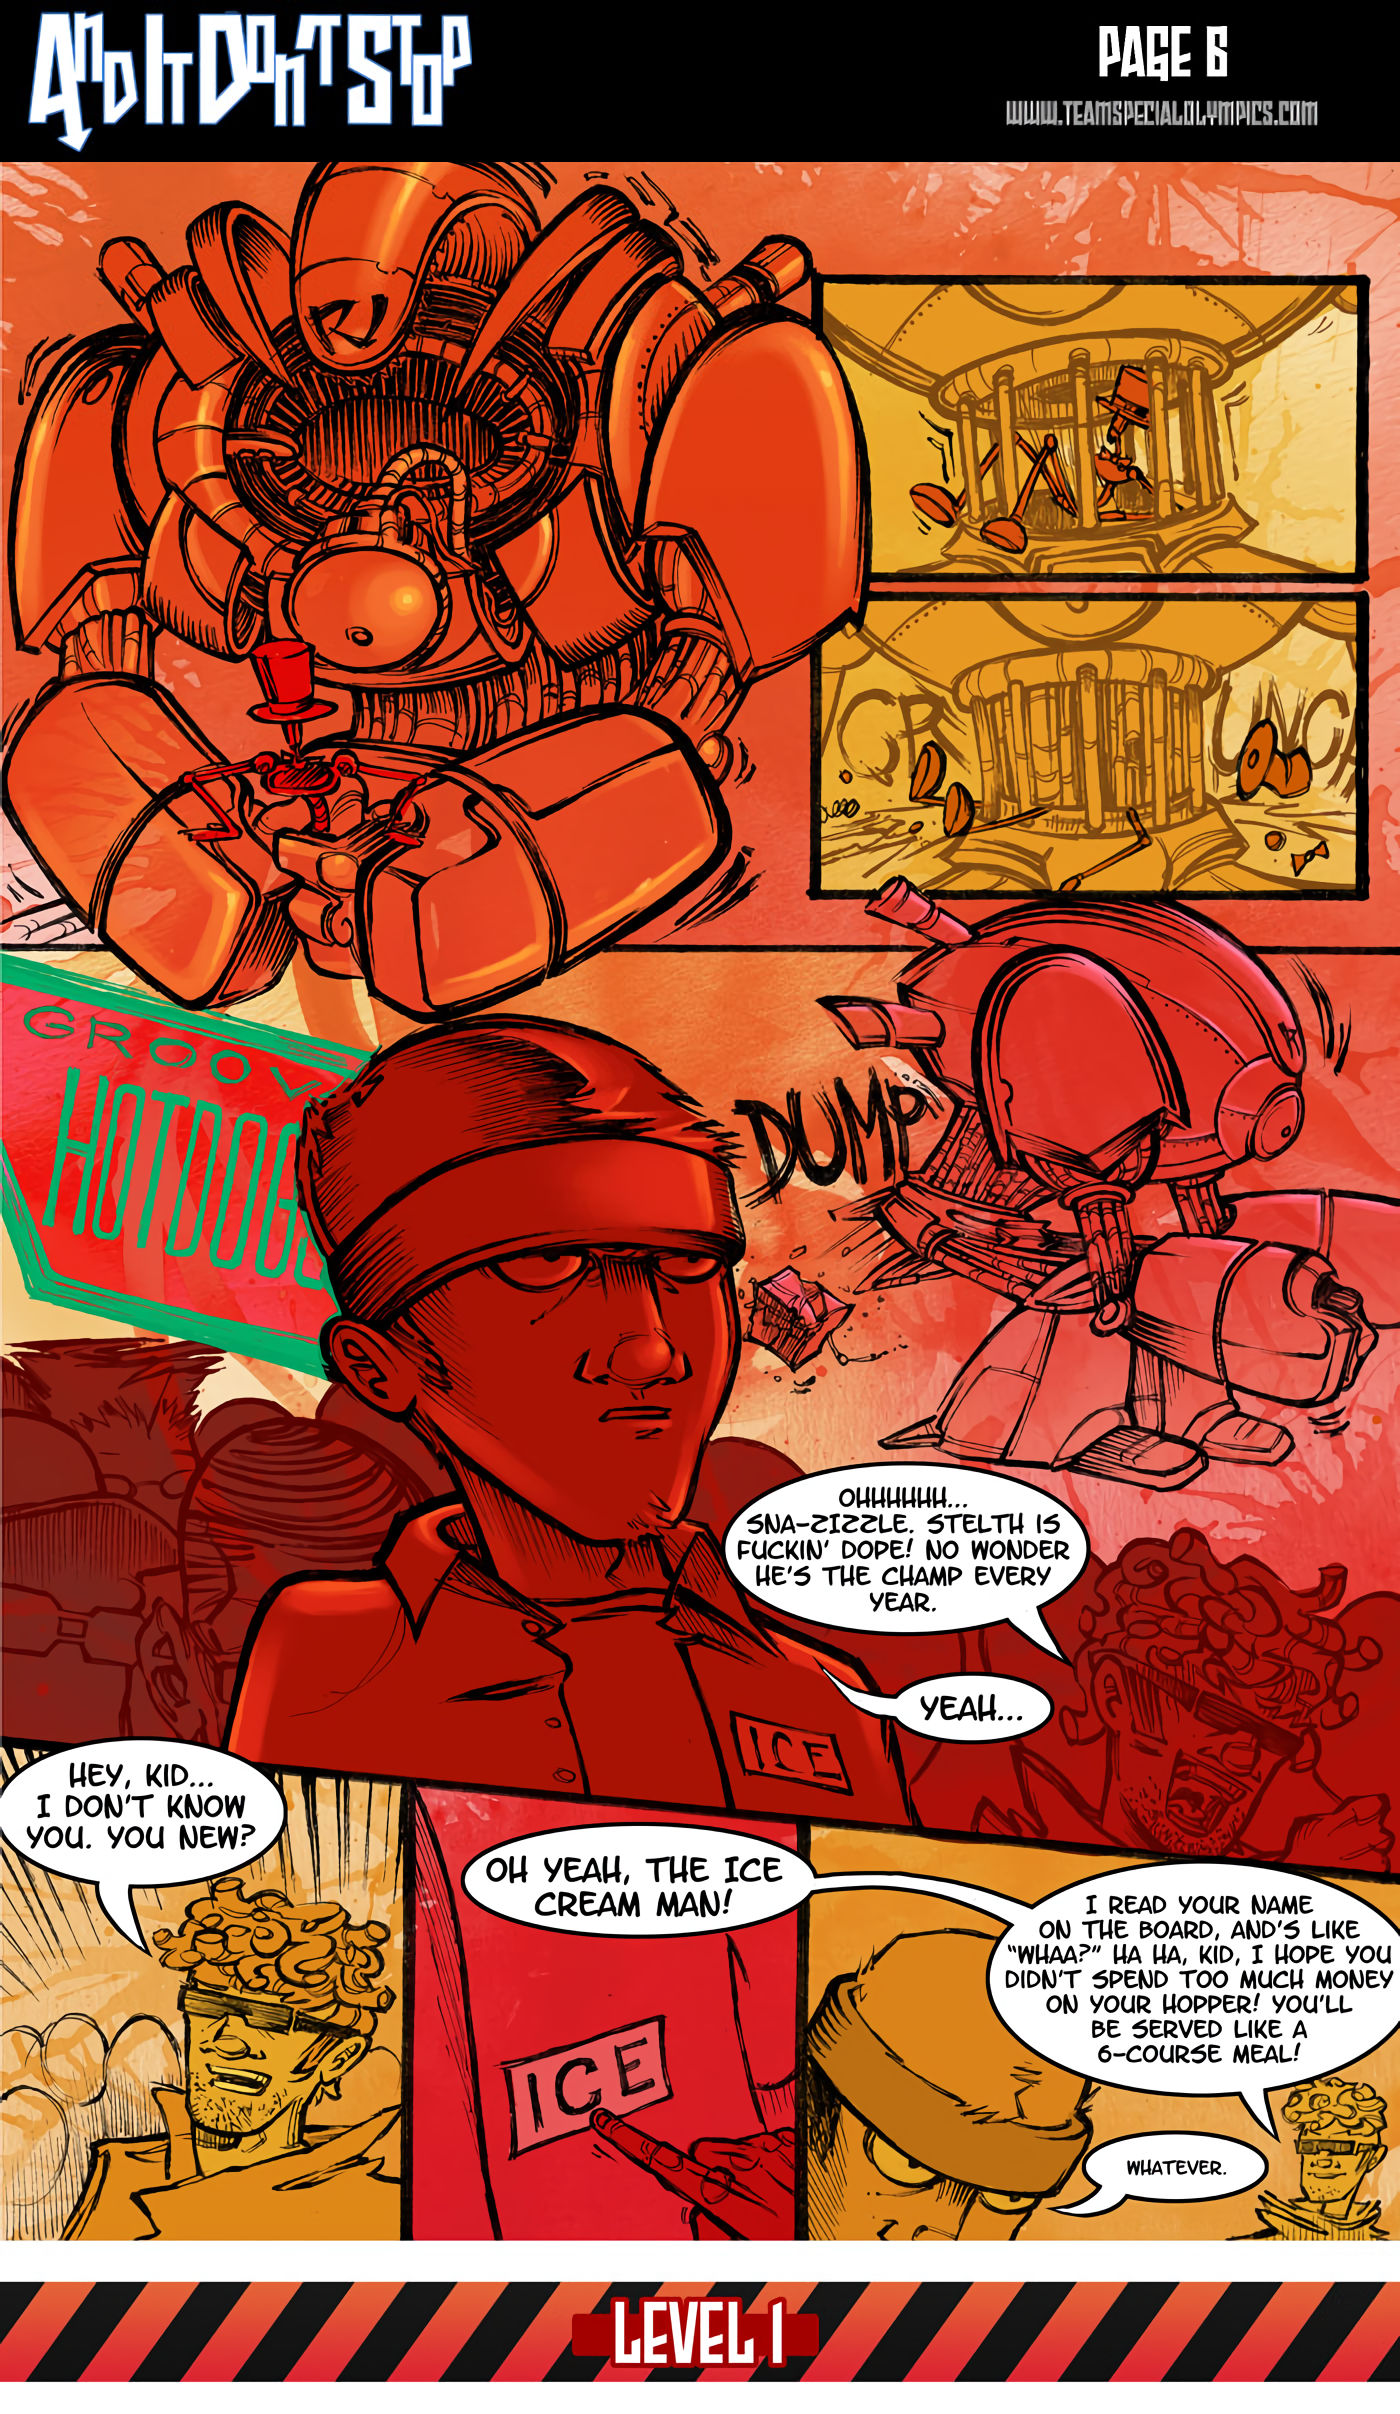 AND IT DON'T STOP
PAGE 6
WWW.TEAMSPECIALOLYMPICS.COM
RJ
CR UNCH
GROOVY
HOTDOGS
DUMP
OHHHHHH...
SNA-ZIZZLE. STELTH IS
FUCKIN' DOPE! NO WONDER
HE'S THE CHAMP EVERY
YEAR.
YEAH...
ICE
HEY, KID...
I DON'T KNOW
YOU. YOU NEW?
OH YEAH, THE ICE
CREAM MAN!
ICE
I READ YOUR NAME
ON THE BOARD, AND'S LIKE
"WHAA?" HA HA, KID, I HOPE YOU
DIDN'T SPEND TOO MUCH MONEY
ON YOUR HOPPER! YOU'LL
BE SERVED LIKE A
6-COURSE MEAL!
WHATEVER.
LEVEL 1